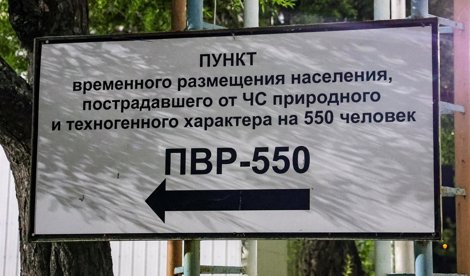 ПУНКТ
временного размещения населения,
пострадавшего от ЧС природного
и техногенного характера на 550 человек
ПВР-550